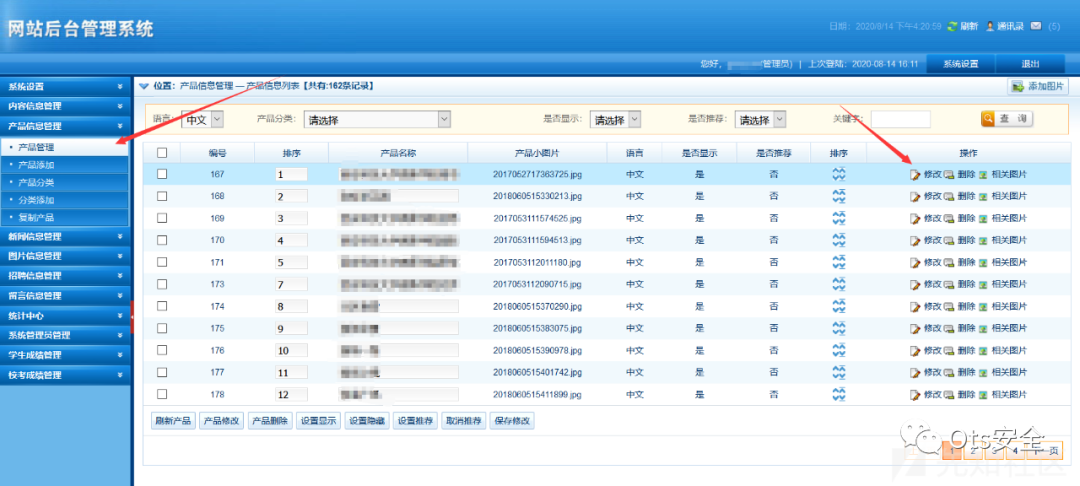 网站后台管理系统
日期：2020/8/14 下午4:20:59 刷新 通讯录 (5)
您好， 管理员） | 上次登陆：2020-08-14 16:11 系统设置 退出
系统设置
内容信息管理
产品信息管理
产品管理
产品添加
产品分类
分类添加
复制产品
新闻信息管理
图片信息管理
招聘信息管理
留言信息管理
统计中心
系统管理员管理
学生成绩管理
校考成绩管理
位置：产品信息管理 — 产品信息列表【共有:162条记录】 添加图片
语言： 中文 产品分类： 请选择 是否显示： 请选择 是否推荐： 请选择 关键字： 查 询
编号 排序 产品名称 产品小图片 语言 是否显示 是否推荐 排序 操作
167 1 2017052717363725.jpg 中文 是 否 修改 删除 相关图片
168 2 2018060515330213.jpg 中文 是 否 修改 删除 相关图片
169 3 2017053111574525.jpg 中文 是 否 修改 删除 相关图片
170 4 2017053111594513.jpg 中文 是 否 修改 删除 相关图片
171 5 2017053112011180.jpg 中文 是 否 修改 删除 相关图片
173 7 2017053112090715.jpg 中文 是 否 修改 删除 相关图片
174 8 2018060515370290.jpg 中文 是 否 修改 删除 相关图片
175 9 2018060515383075.jpg 中文 是 否 修改 删除 相关图片
176 10 2018060515390978.jpg 中文 是 否 修改 删除 相关图片
177 11 2018060515401742.jpg 中文 是 否 修改 删除 相关图片
178 12 2018060515411899.jpg 中文 是 否 修改 删除 相关图片
刷新产品 产品修改 产品删除 设置显示 设置隐藏 设置推荐 取消推荐 保存修改
Ots安全
1 2 3 4 下一页
先知社区